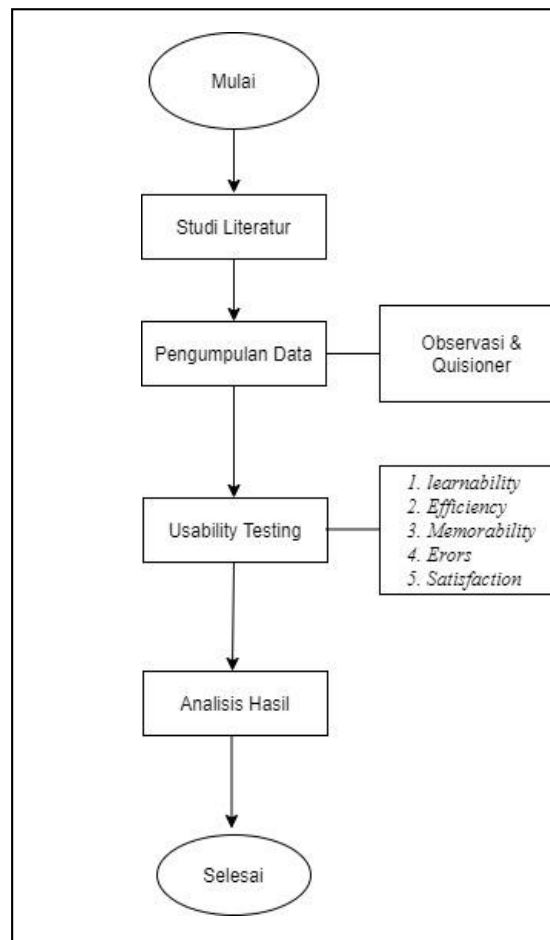 Mulai
Studi Literatur
Pengumpulan Data
Observasi &
Quisioner
Usability Testing
1. learnability
2. Efficiency
3. Memorability
4. Erors
5. Satisfaction
Analisis Hasil
Selesai